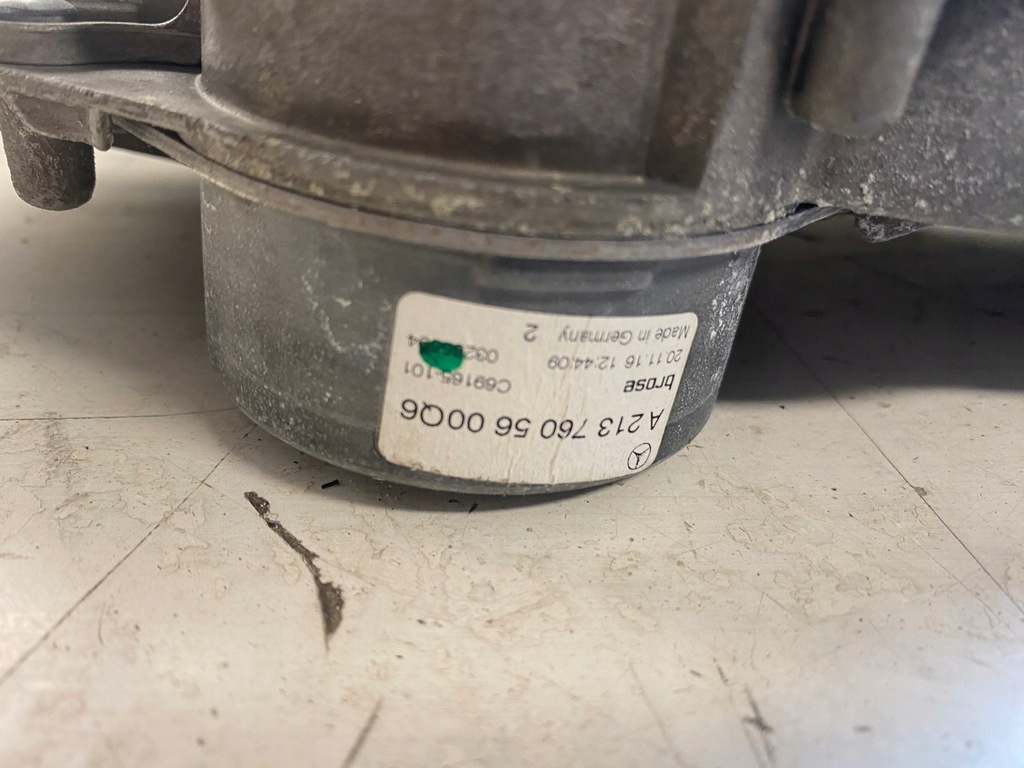 A 213 760 56 00Q6
brose C69165-101
20.11.16 12:44:09
Made in Germany 2